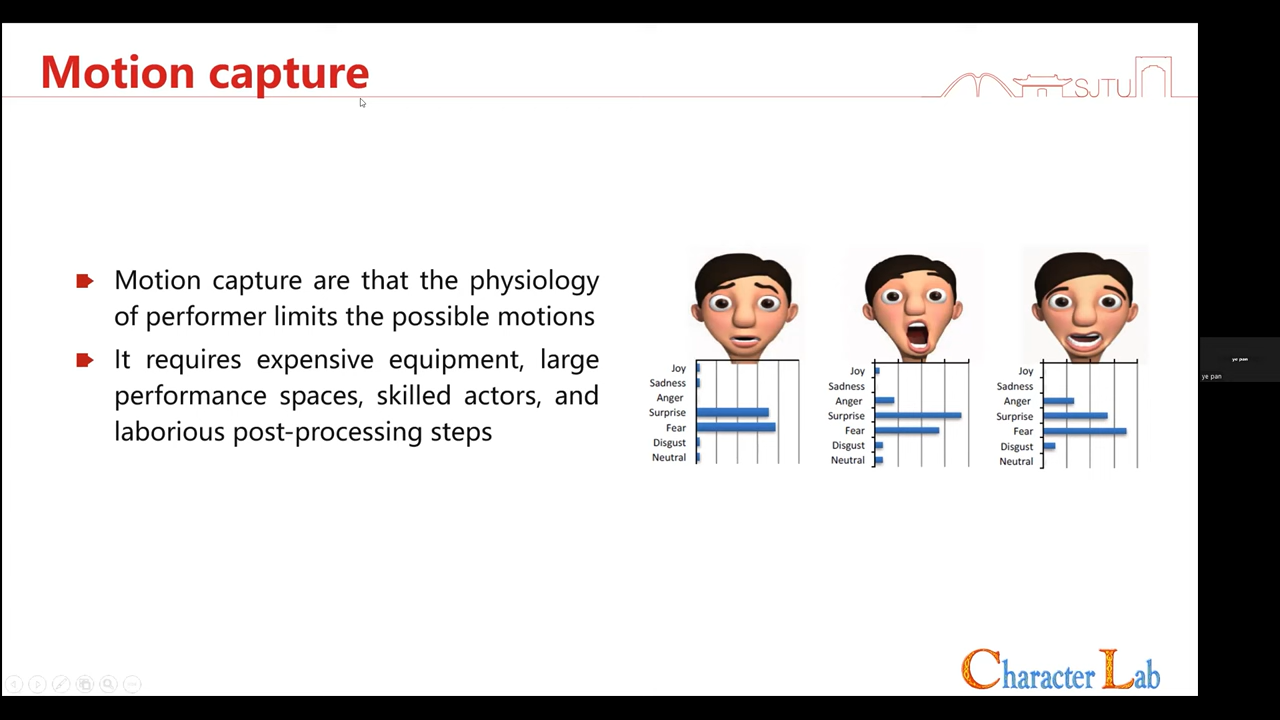 Motion capture
SJTU
Motion capture are that the physiology
of performer limits the possible motions
It requires expensive equipment, large
performance spaces, skilled actors, and
laborious post-processing steps
Joy
Sadness
Anger
Surprise
Fear
Disgust
Neutral
Joy
Sadness
Anger
Surprise
Fear
Disgust
Neutral
Joy
Sadness
Anger
Surprise
Fear
Disgust
Neutral
ye pan
ye pan
Character Lab